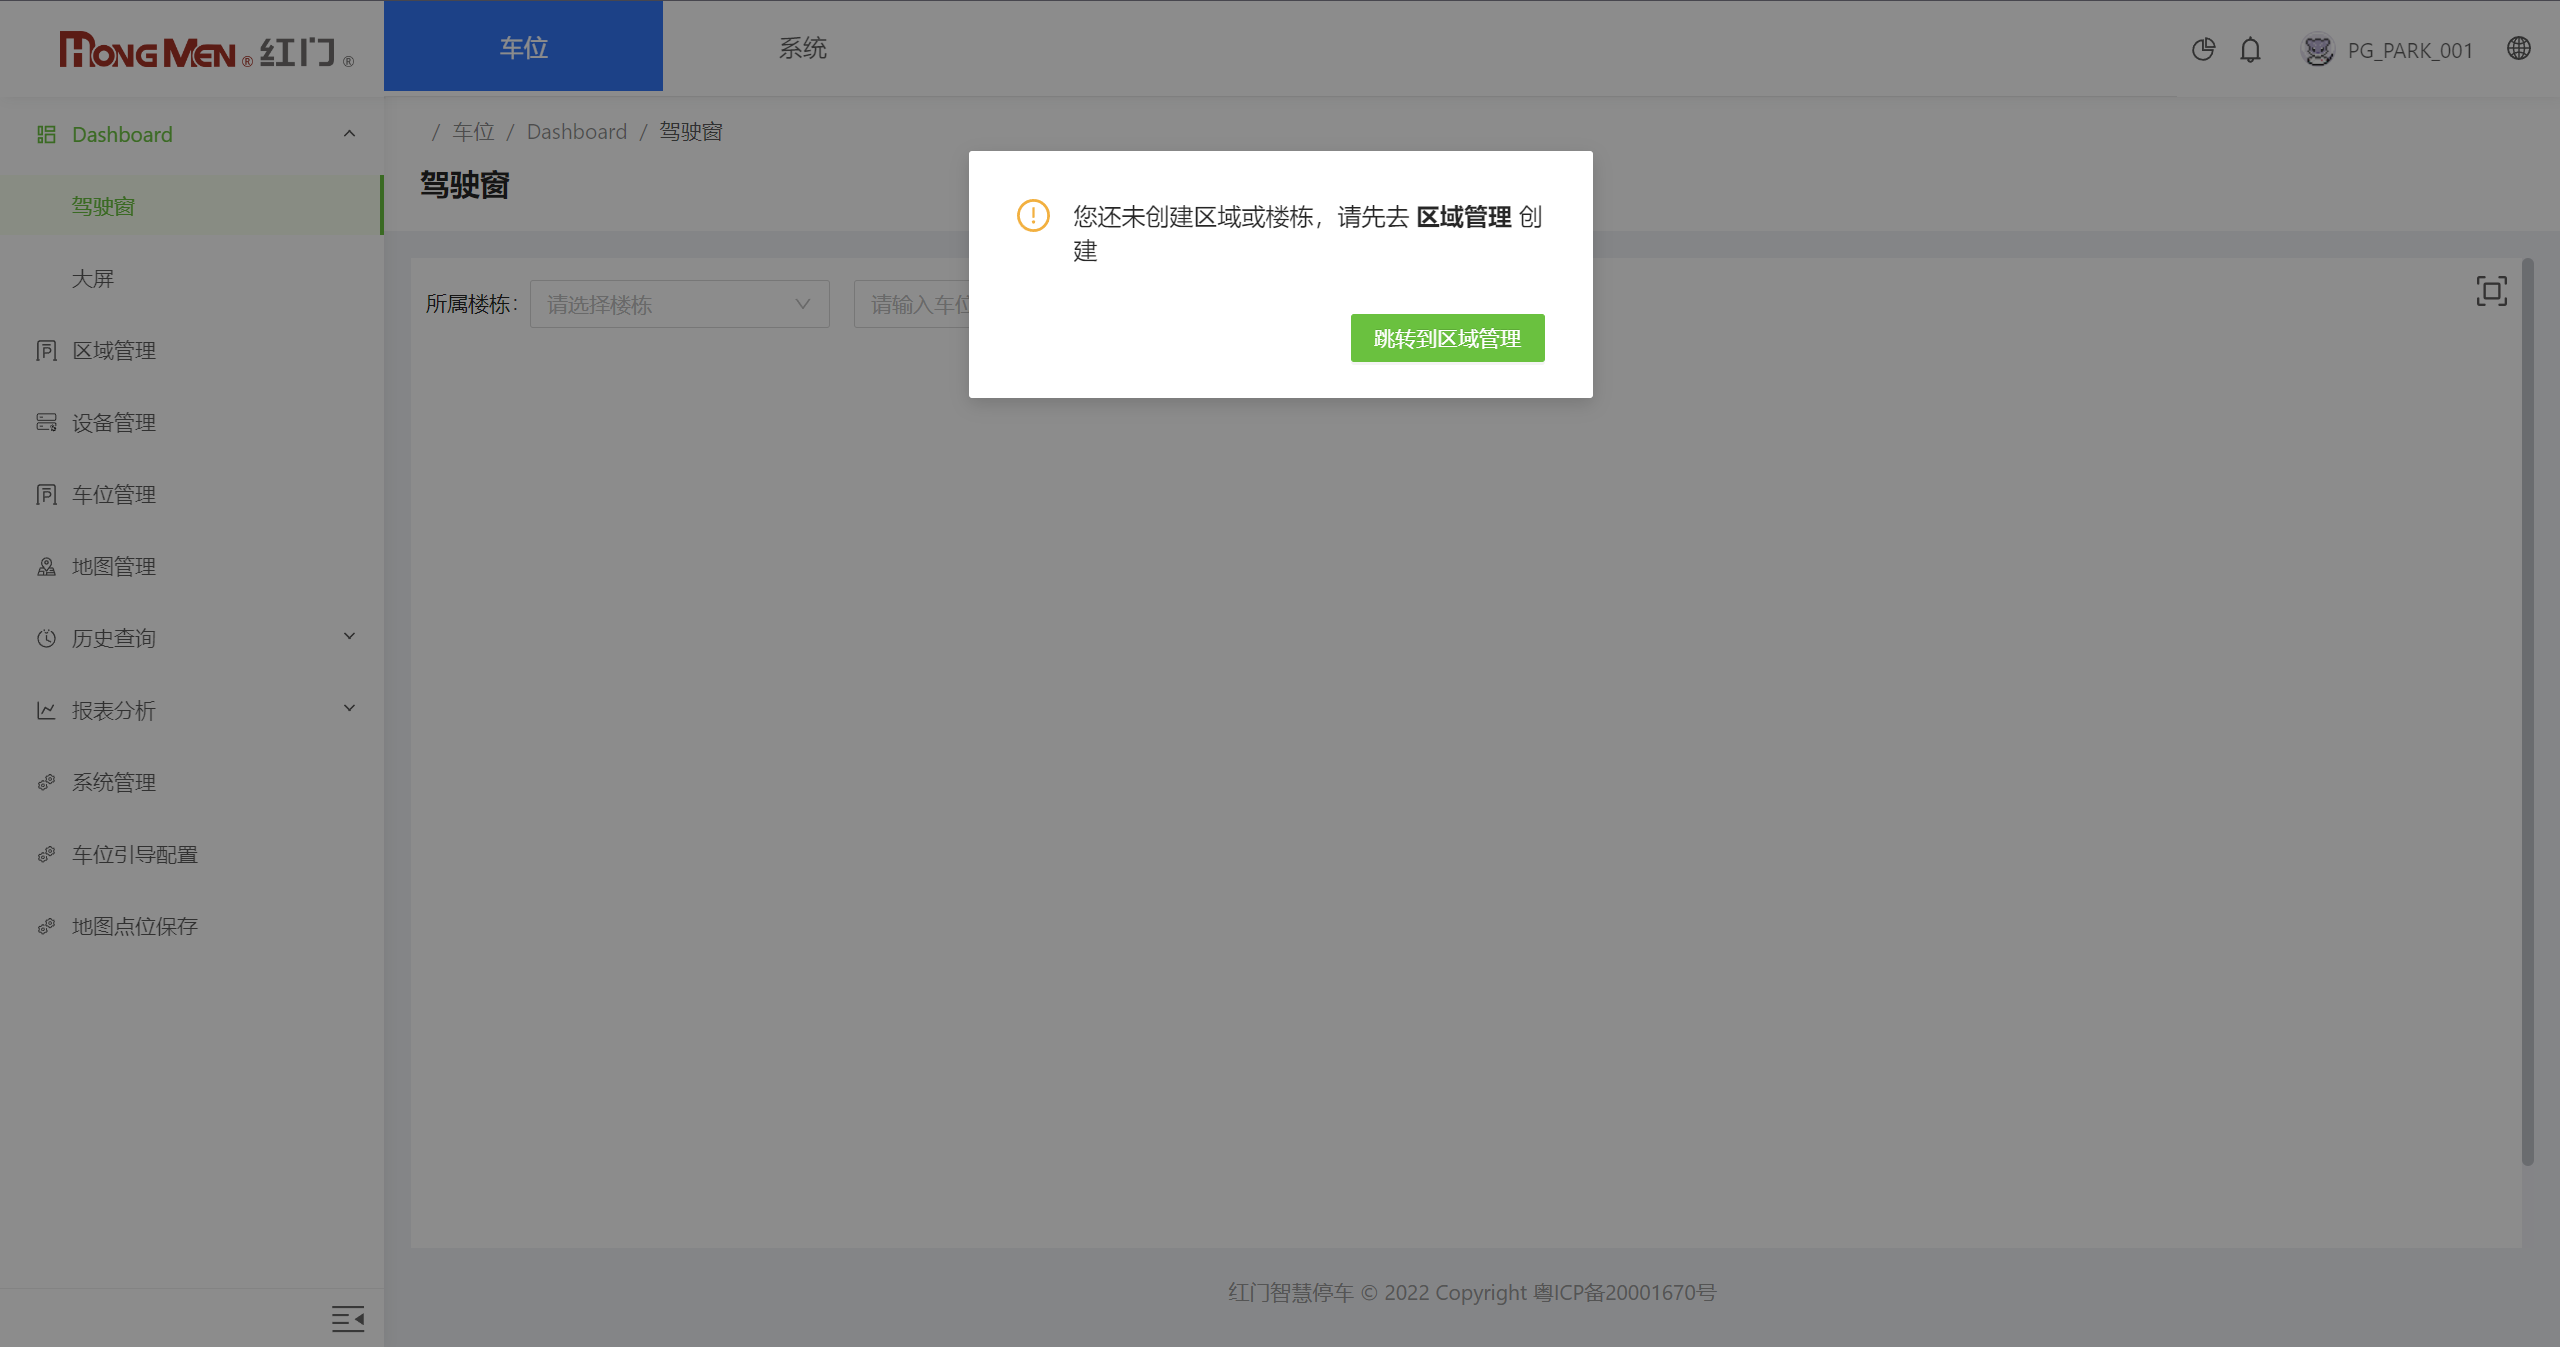 HONGMEN® 红门®
车位
系统
PG_PARK_001
Dashboard
驾驶窗
大屏
区域管理
设备管理
车位管理
地图管理
历史查询
报表分析
系统管理
车位引导配置
地图点位保存
/ 车位 / Dashboard / 驾驶窗
驾驶窗
所属楼栋:
请选择楼栋
请输入车位
您还未创建区域或楼栋，请先去 区域管理 创
建
跳转到区域管理
红门智慧停车 © 2022 Copyright 粤ICP备20001670号